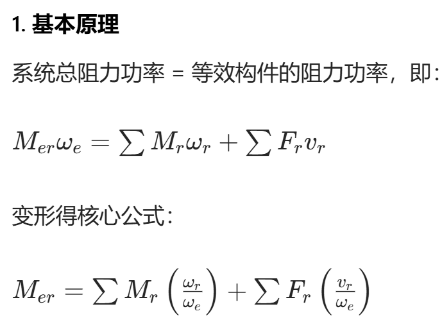 1. 基本原理
系统总阻力功率 = 等效构件的阻力功率，即：
$M_{er}\omega_e = \sum M_r\omega_r + \sum F_r v_r$
变形得核心公式：
$M_{er} = \sum M_r \left(\frac{\omega_r}{\omega_e}\right) + \sum F_r \left(\frac{v_r}{\omega_e}\right)$